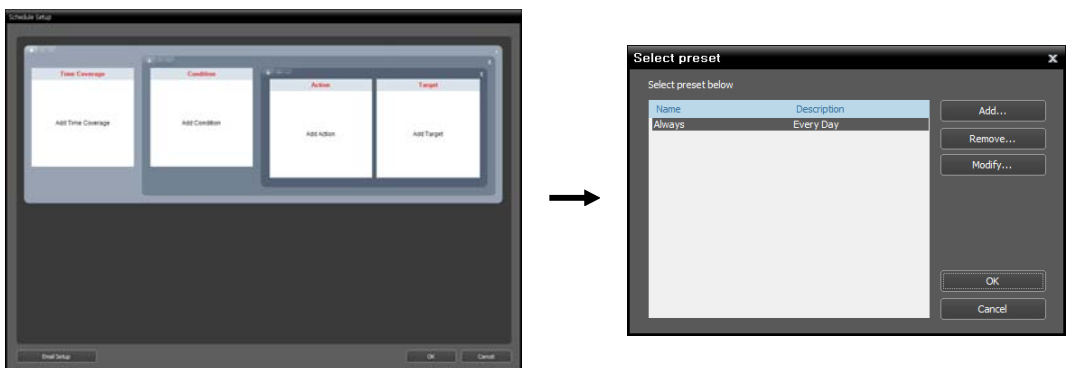 Schedule Setup
Time Coverage
Condition
Action
Target
Add Time Coverage
Add Condition
Add Action
Add Target
Email Setup
OK
Cancel
Select preset
x
Select preset below
Name Description
Always Every Day
Add...
Remove...
Modify...
OK
Cancel